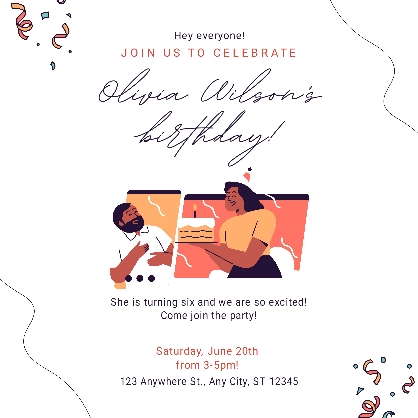 Hey everyone!
JOIN US TO CELEBRATE
Olivia Wilson's
birthday!
She is turning six and we are so excited!
Come join the party!
Saturday, June 20th
from 3-5pm!
123 Anywhere St., Any City, ST 12345